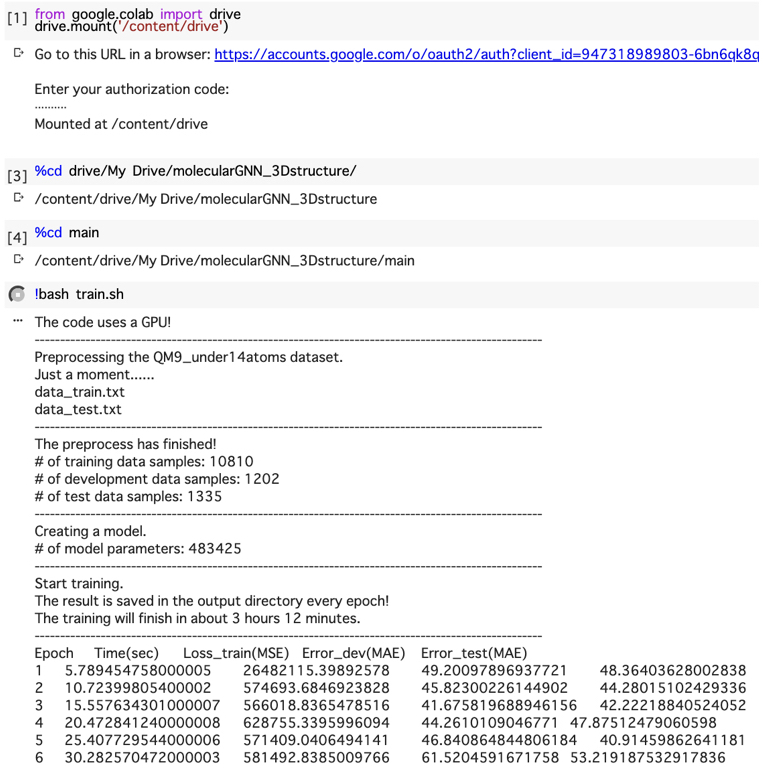 [1] from google.colab import drive
drive.mount('/content/drive')
Go to this URL in a browser: https://accounts.google.com/o/oauth2/auth?client_id=947318989803-6bn6qk8q
Enter your authorization code:
··········
Mounted at /content/drive
[3] %cd drive/My Drive/molecularGNN_3Dstructure/
/content/drive/My Drive/molecularGNN_3Dstructure
[4] %cd main
/content/drive/My Drive/molecularGNN_3Dstructure/main
!bash train.sh
The code uses a GPU!
----------------------------------------------------------------------------------------------------
Preprocessing the QM9_under14atoms dataset.
Just a moment......
data_train.txt
data_test.txt
----------------------------------------------------------------------------------------------------
The preprocess has finished!
# of training data samples: 10810
# of development data samples: 1202
# of test data samples: 1335
----------------------------------------------------------------------------------------------------
Creating a model.
# of model parameters: 483425
----------------------------------------------------------------------------------------------------
Start training.
The result is saved in the output directory every epoch!
The training will finish in about 3 hours 12 minutes.
----------------------------------------------------------------------------------------------------
Epoch Time(sec) Loss_train(MSE) Error_dev(MAE) Error_test(MAE)
1 5.789454758000005 26482115.39892578 49.20097896937721 48.36403628002838
2 10.72399805400002 574693.6846923828 45.82300226144902 44.28015102429336
3 15.557634301000007 566018.8365478516 41.675819688946156 42.22218840524052
4 20.472841240000008 628755.3395996094 44.2610109046771 47.87512479060598
5 25.407729544000006 571409.0406494141 46.840864844806184 40.91459862641181
6 30.282570472000003 581492.8385009766 61.5204591671758 53.219187532917836